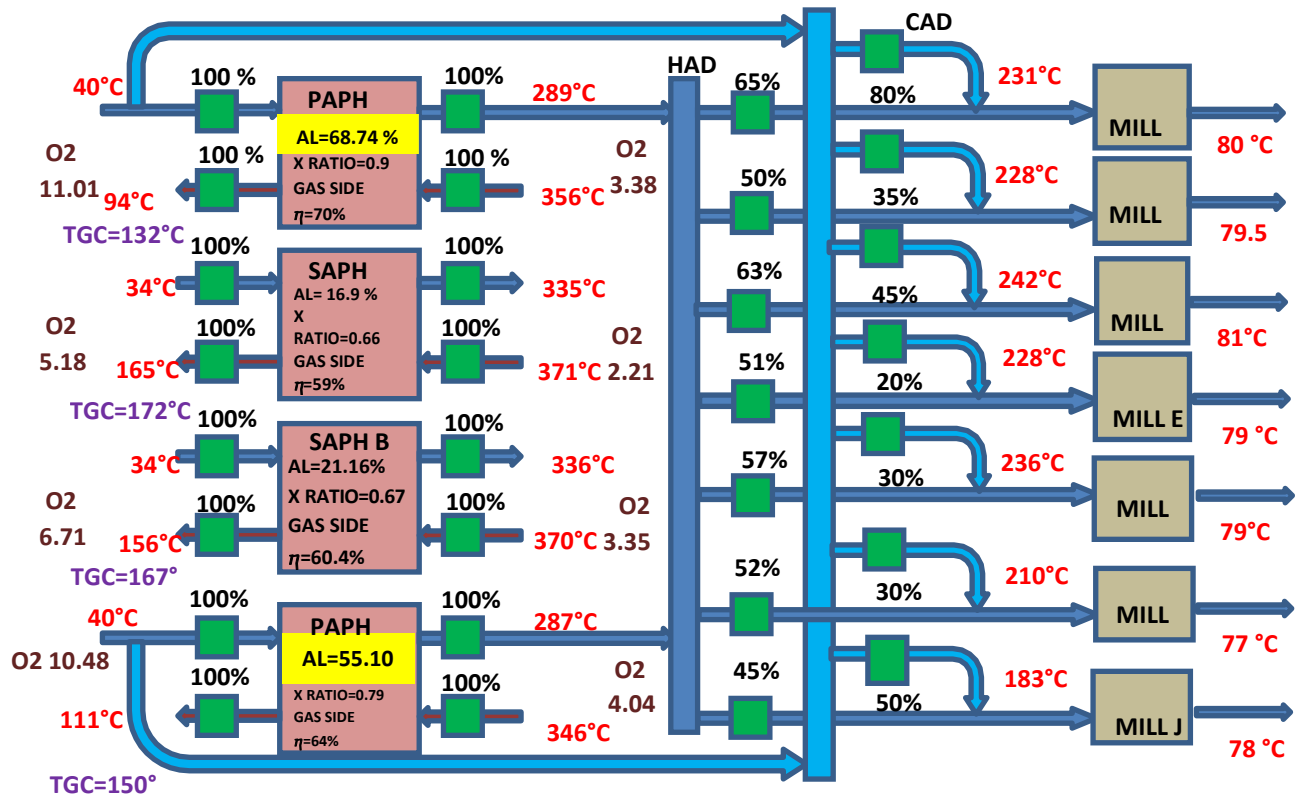 CAD
HAD
40°C
100 %
100%
289°C
65%
80%
231°C
PAPH
AL=68.74 %
X RATIO=0.9
GAS SIDE
η=70%
MILL
80 °C
O2
11.01
100 %
100 %
O2
3.38
94°C
356°C
TGC=132°C
50%
35%
228°C
MILL
79.5
100%
100%
SAPH
AL= 16.9 %
X
RATIO=0.66
GAS SIDE
η=59%
34°C
335°C
63%
45%
242°C
MILL
81°C
O2
5.18
100%
100%
O2
2.21
165°C
371°C
TGC=172°C
51%
20%
228°C
MILL E
79 °C
100%
100%
SAPH B
AL=21.16%
X RATIO=0.67
GAS SIDE
η=60.4%
34°C
336°C
57%
30%
236°C
MILL
79°C
O2
6.71
100%
100%
O2
3.35
156°C
370°C
TGC=167°
52%
30%
210°C
MILL
77 °C
40°C
100%
100%
287°C
PAPH
AL=55.10
X RATIO=0.79
GAS SIDE
η=64%
O2 10.48
100%
100%
O2
4.04
111°C
346°C
45%
50%
183°C
MILL J
78 °C
TGC=150°